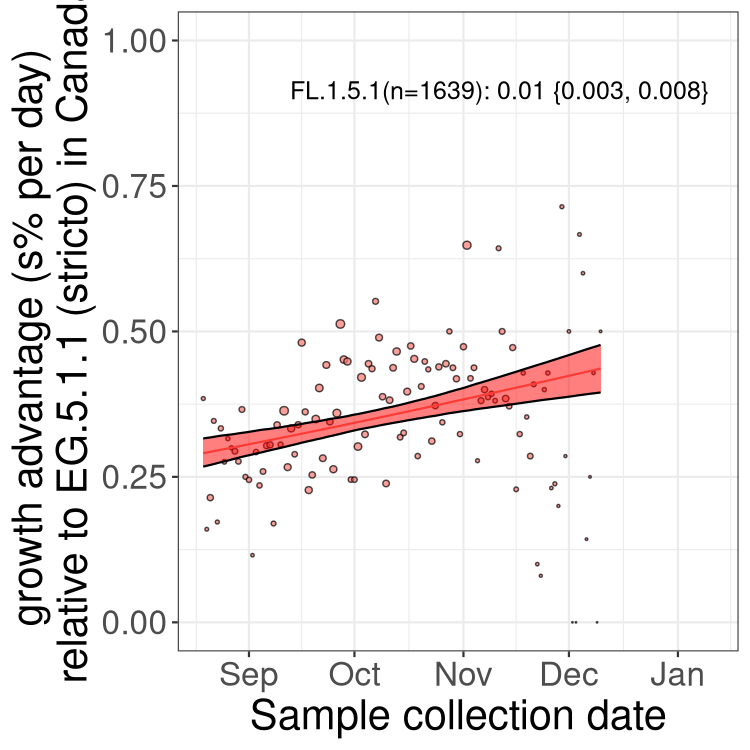 growth advantage (s% per day)
relative to EG.5.1.1 (stricto) in Canada
1.00
0.75
0.50
0.25
0.00
FL.1.5.1(n=1639): 0.01 {0.003, 0.008}
Sep Oct Nov Dec Jan
Sample collection date